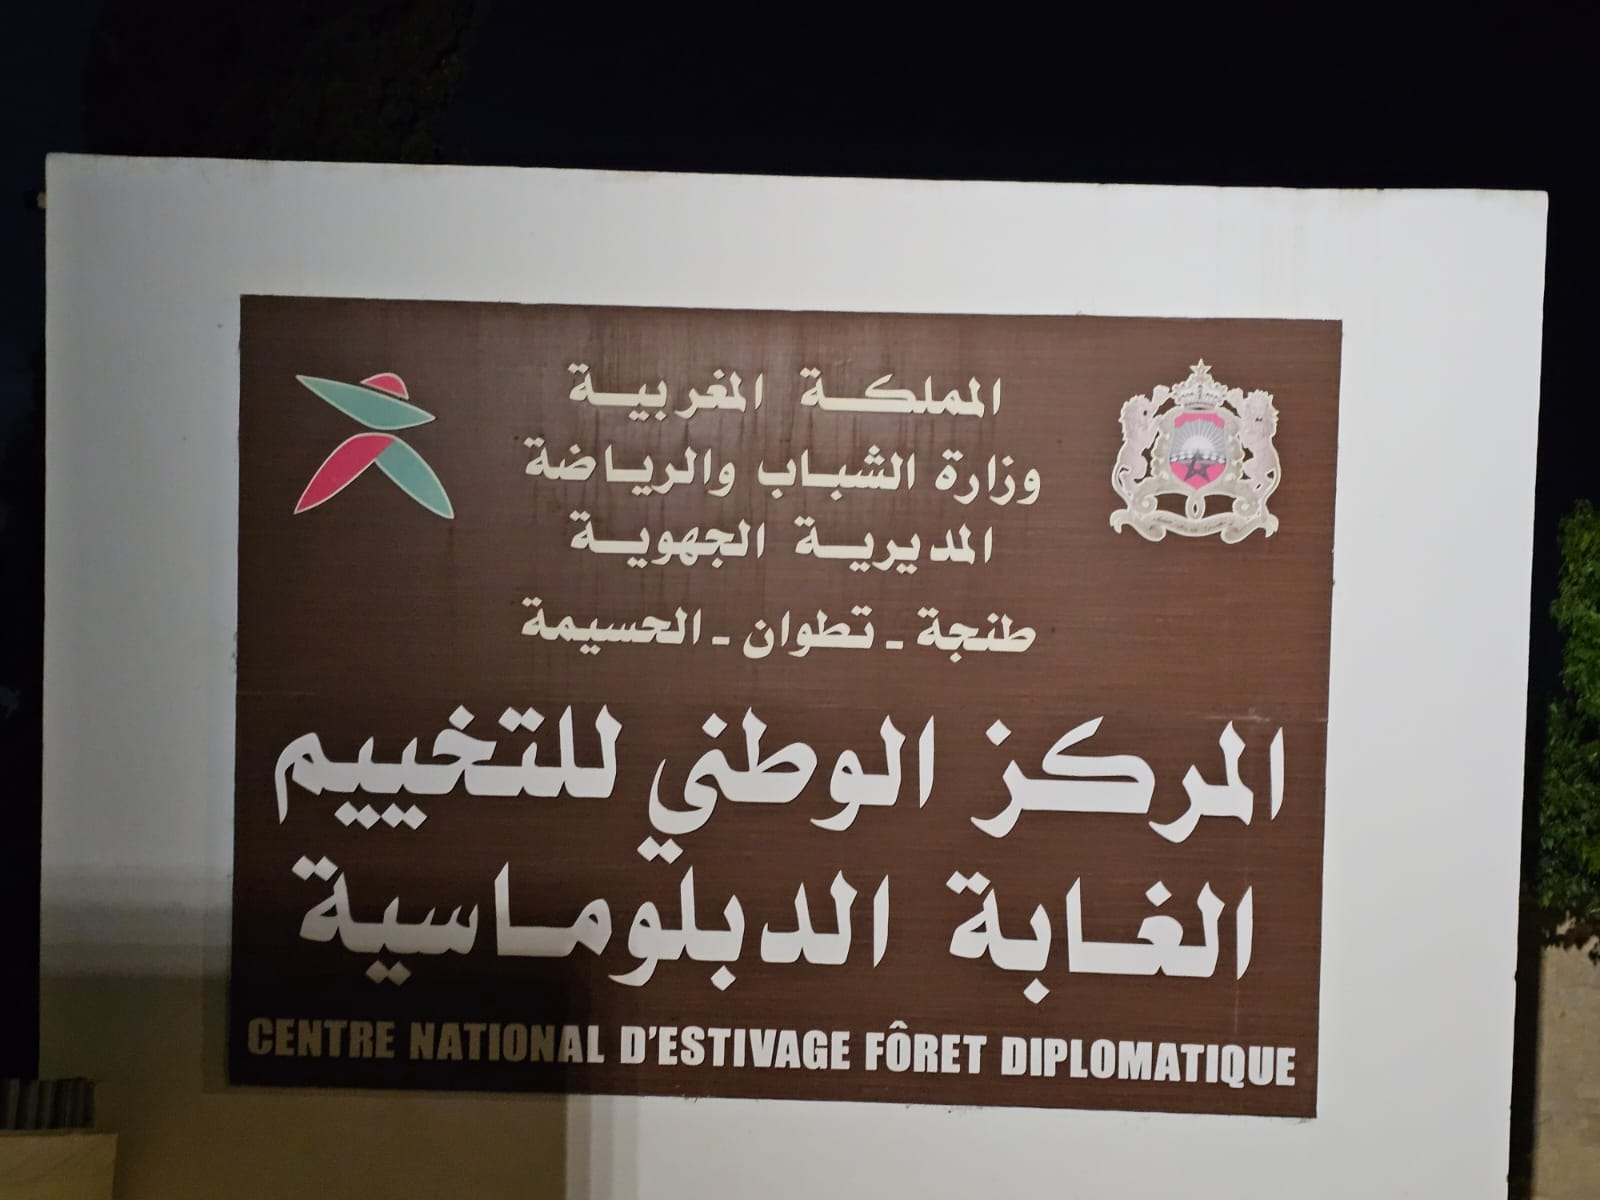 المملكة المغربية
وزارة الشباب والرياضة
المديرية الجهوية
طنجة - تطوان - الحسيمة
المركز الوطني للتخييم
الغابة الدبلوماسية
CENTRE NATIONAL D'ESTIVAGE FÔRET DIPLOMATIQUE